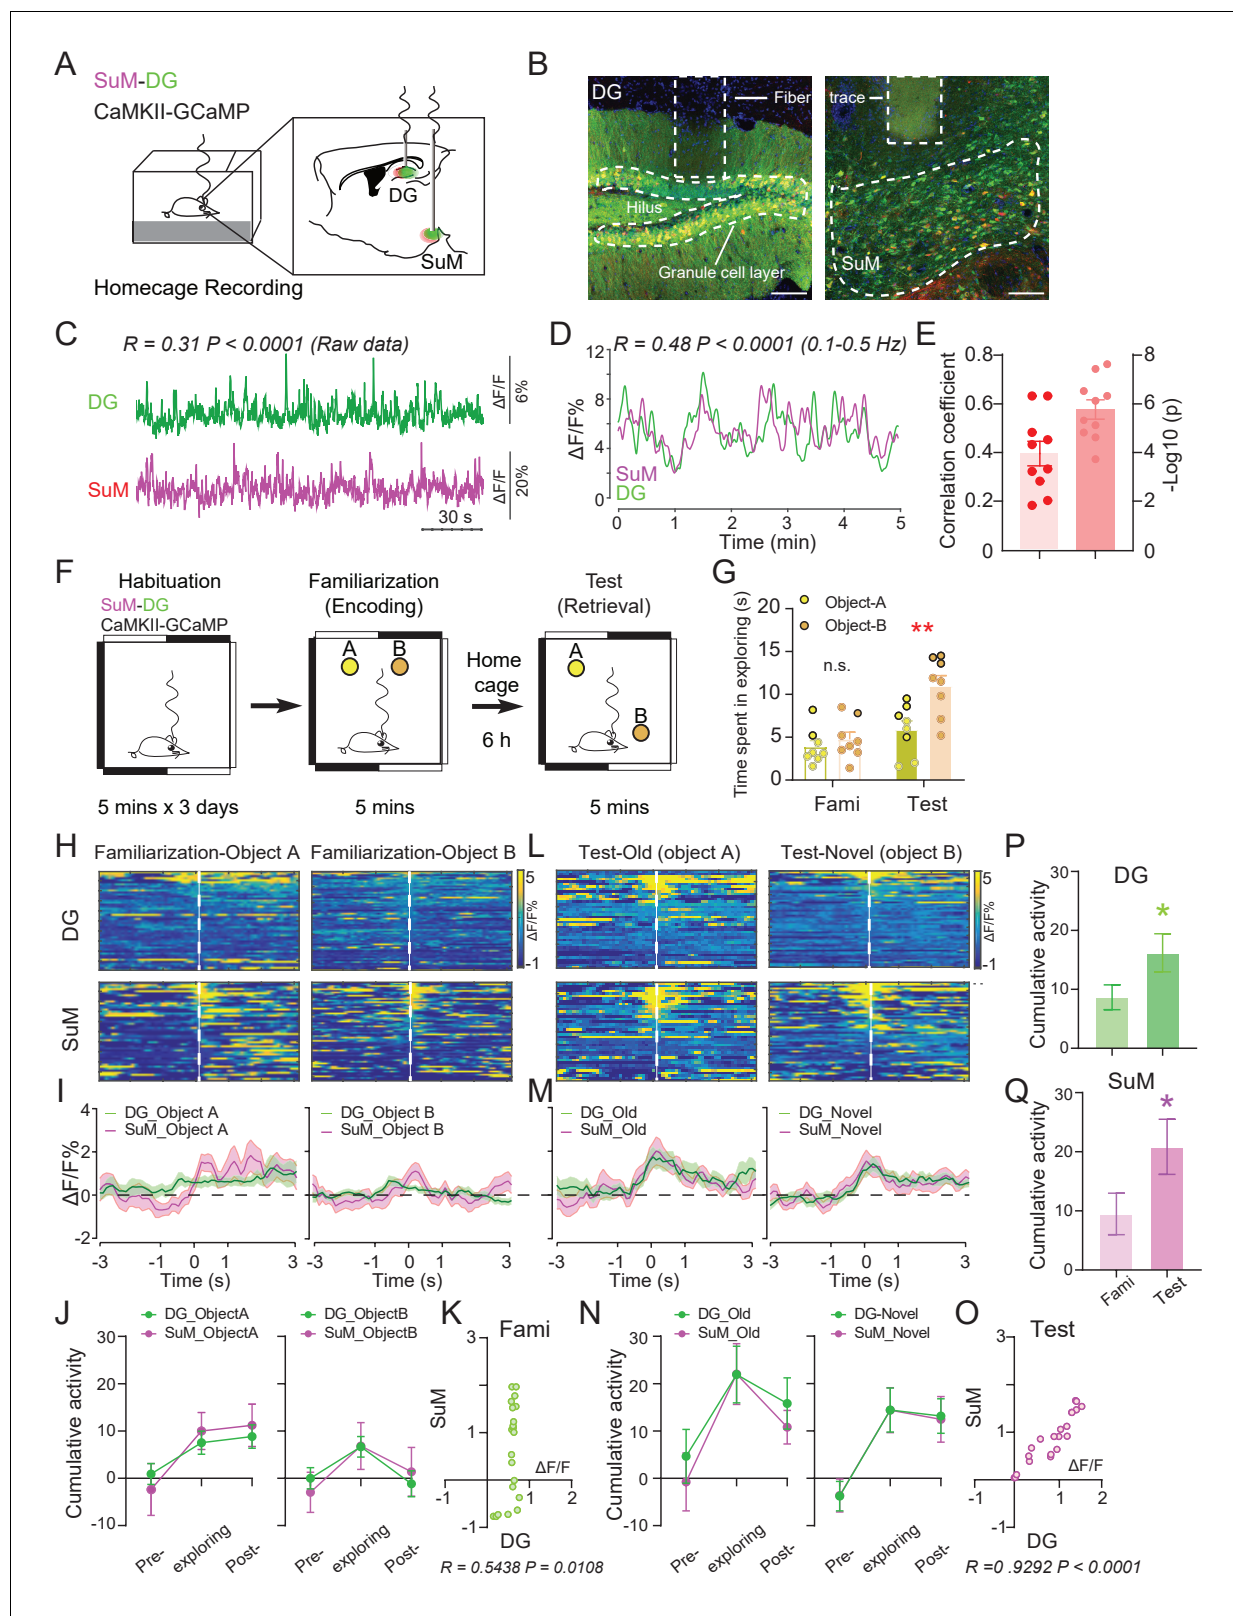 A
SuM-DG
CaMKII-GCaMP
DG
SuM
Homecage Recording
B
DG
Fiber trace
Hilus
Granule cell layer
SuM
C
R = 0.31 P < 0.0001 (Raw data)
DG
ΔF/F
6%
SuM
ΔF/F
20%
30 s
D
R = 0.48 P < 0.0001 (0.1-0.5 Hz)
12
8
4
0
ΔF/F%
SuM
DG
0 1 2 3 4 5
Time (min)
E
Correlation coefficient
0.8
0.6
0.4
0.2
0
8
6
4
2
0
-Log10 (p)
F
Habituation
SuM-DG
CaMKII-GCaMP
5 mins x 3 days
Familiarization
(Encoding)
A B
5 mins
Home
cage
6 h
Test
(Retrieval)
A
B
5 mins
G
Time spent in exploring (s)
20
15
10
5
0
Object-A
Object-B
n.s.
**
Fami Test
H
Familiarization-Object A Familiarization-Object B
DG
SuM
5
-1
ΔF/F%
L
Test-Old (object A) Test-Novel (object B)
5
-1
ΔF/F%
P
DG
Cumulative activity
30
20
10
0
*
I
DG_Object A
SuM_Object A
DG_Object B
SuM_Object B
4
2
0
-2
ΔF/F%
-3 -1 0 1 3
Time (s)
-3 -1 0 1 3
Time (s)
M
DG_Old
SuM_Old
DG_Novel
SuM_Novel
-3 -1 0 1 3
Time (s)
-3 -1 0 1 3
Time (s)
Q
SuM
Cumulative activity
30
20
10
0
*
Fami Test
J
DG_ObjectA
SuM_ObjectA
DG_ObjectB
SuM_ObjectB
Cumulative activity
30
20
10
0
-10
Pre- exploring Post-
Pre- exploring Post-
K
Fami
SuM
3
ΔF/F
-1 1 2
-1
DG
R = 0.5438 P = 0.0108
N
DG_Old
SuM_Old
DG-Novel
SuM_Novel
Cumulative activity
30
20
10
0
-10
Pre- exploring Post-
Pre- exploring Post-
O
Test
SuM
3
1
ΔF/F
-1 1 2
-1
DG
R =0 .9292 P < 0.0001